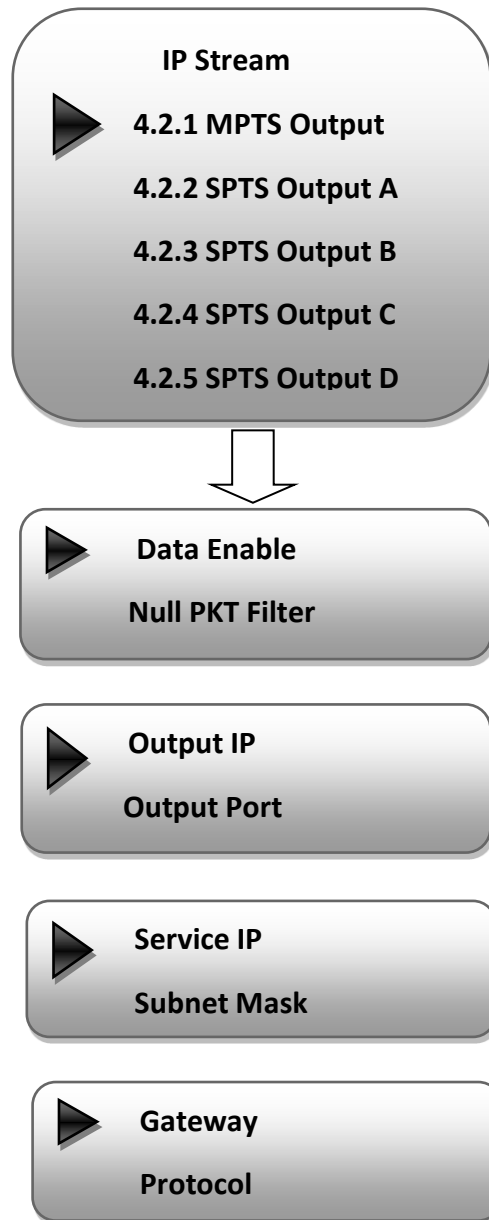 IP Stream
4.2.1 MPTS Output
4.2.2 SPTS Output A
4.2.3 SPTS Output B
4.2.4 SPTS Output C
4.2.5 SPTS Output D
Data Enable
Null PKT Filter
Output IP
Output Port
Service IP
Subnet Mask
Gateway
Protocol